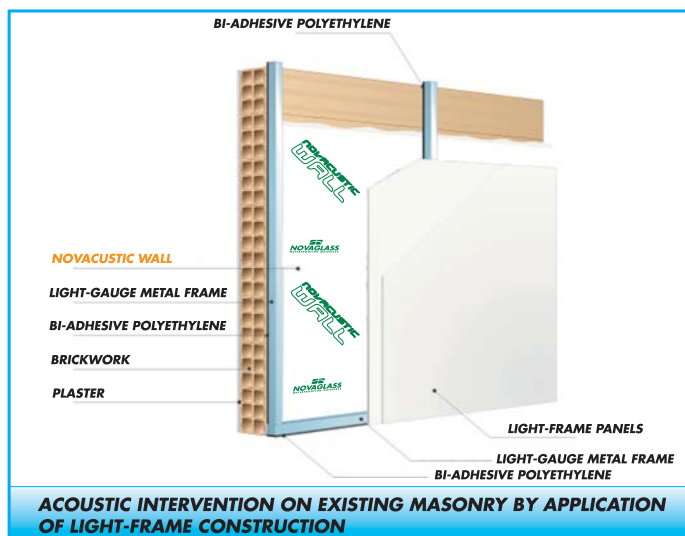 BI-ADHESIVE POLYETHYLENE
NOVACUSTIC
WALL
NOVAGLASS
NOVACUSTIC WALL
LIGHT-GAUGE METAL FRAME
NOVACUSTIC
WALL
BI-ADHESIVE POLYETHYLENE
BRICKWORK
NOVAGLASS
PLASTER
LIGHT-FRAME PANELS
LIGHT-GAUGE METAL FRAME
BI-ADHESIVE POLYETHYLENE
ACOUSTIC INTERVENTION ON EXISTING MASONRY BY APPLICATION
OF LIGHT-FRAME CONSTRUCTION